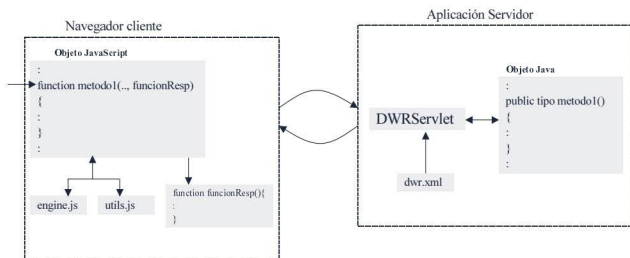 Navegador cliente
Objeto JavaScript
:
function metodo1(.., funcionResp)
{
:
}
:
engine.js
utils.js
function funcionResp(){
:
}
Aplicación Servidor
DWRServlet
dwr.xml
Objeto Java
:
public tipo metodo1()
{
:
}
: